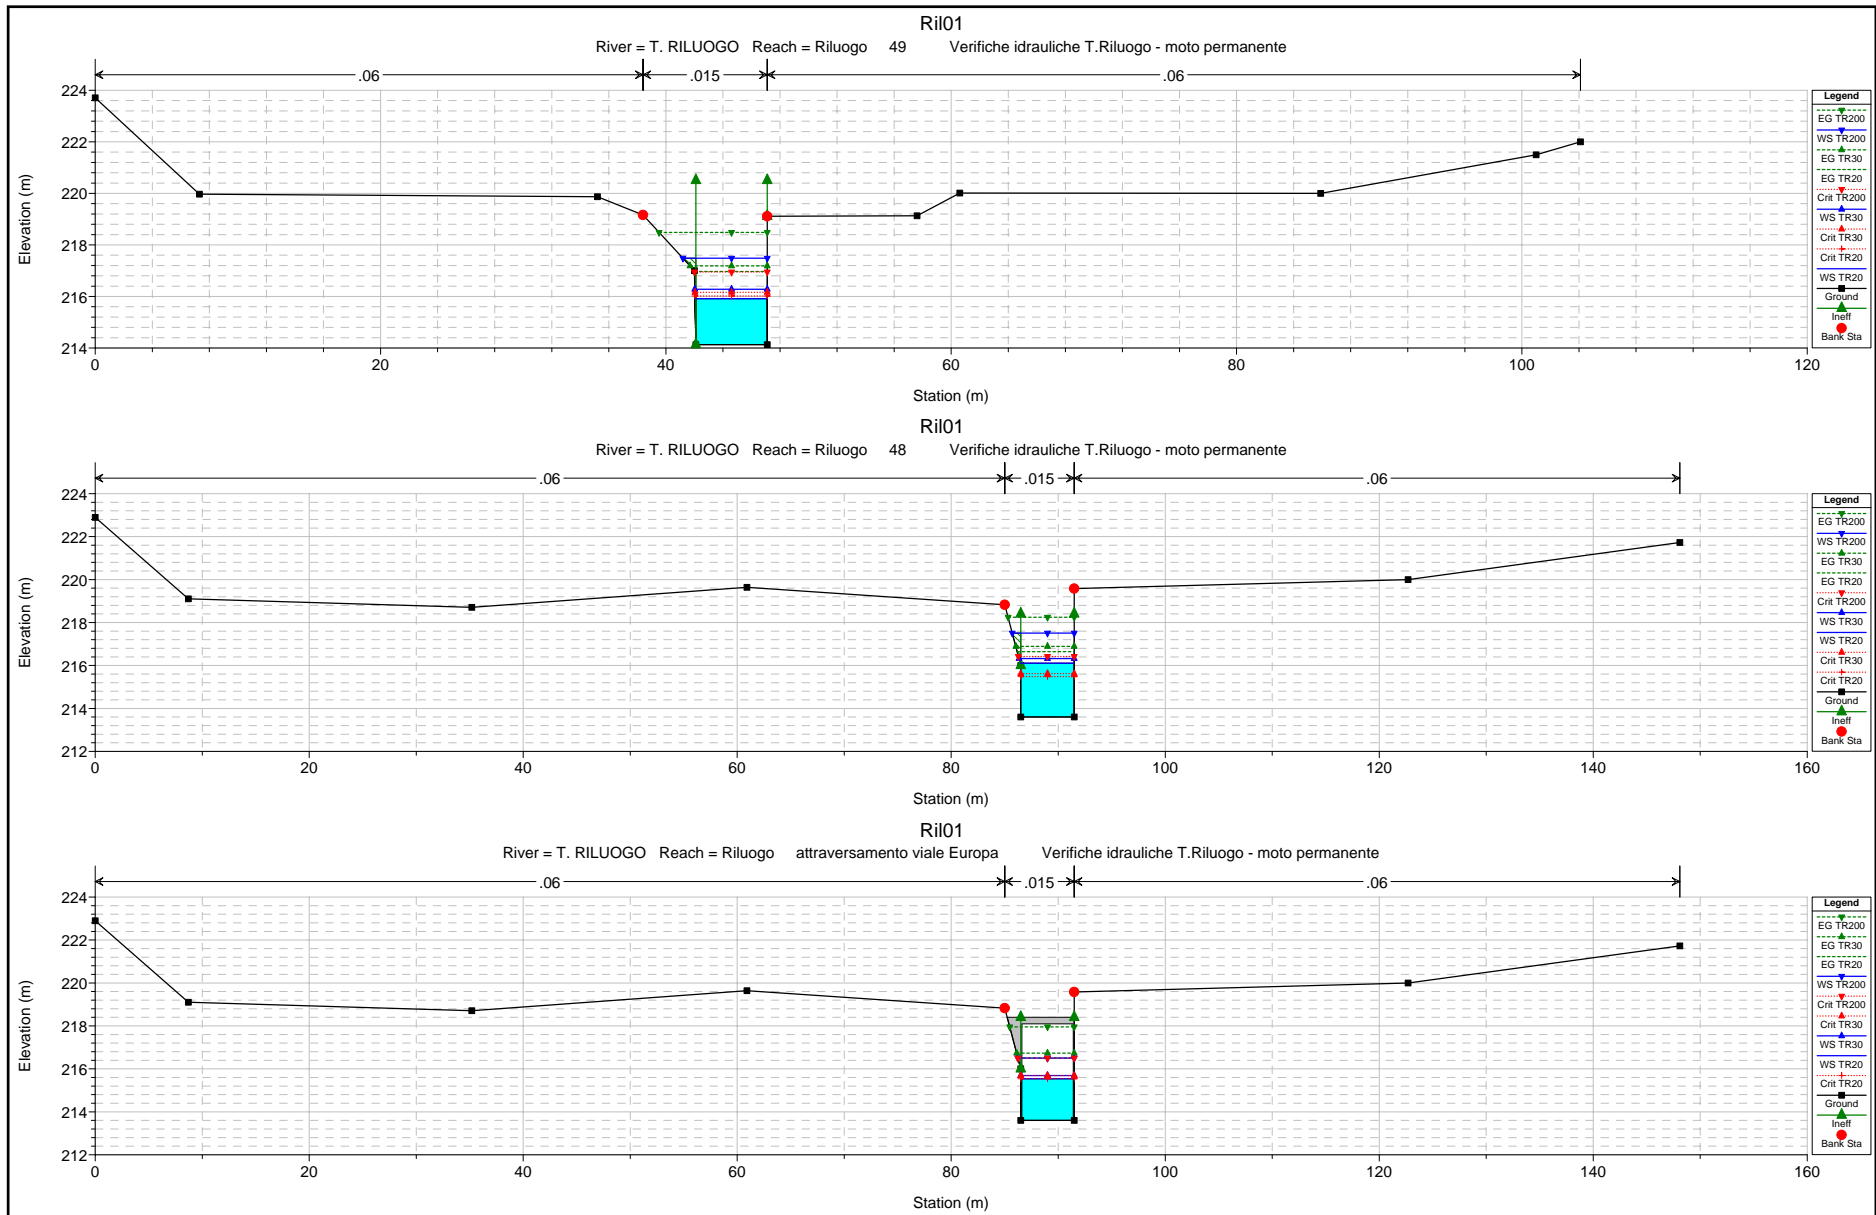 Ril01
River = T. RILUOGO   Reach = Riluogo   49   Verifiche idrauliche T.Riluogo - moto permanente
.06
.015
.06
224
222
220
218
216
214
Elevation (m)
0
20
40
60
80
100
120
Station (m)
Legend
EG TR200
WS TR200
EG TR30
EG TR20
Crit TR200
WS TR30
Crit TR30
Crit TR20
WS TR20
Ground
Ineff
Bank Sta
Ril01
River = T. RILUOGO   Reach = Riluogo   48   Verifiche idrauliche T.Riluogo - moto permanente
.06
.015
.06
224
222
220
218
216
214
212
Elevation (m)
0
20
40
60
80
100
120
140
160
Station (m)
Legend
EG TR200
WS TR200
EG TR30
EG TR20
Crit TR200
WS TR30
WS TR20
Crit TR30
Crit TR20
Ground
Ineff
Bank Sta
Ril01
River = T. RILUOGO   Reach = Riluogo   attraversamento viale Europa   Verifiche idrauliche T.Riluogo - moto permanente
.06
.015
.06
224
222
220
218
216
214
212
Elevation (m)
0
20
40
60
80
100
120
140
160
Station (m)
Legend
EG TR200
EG TR30
EG TR20
WS TR200
Crit TR200
Crit TR30
WS TR30
WS TR20
Crit TR20
Ground
Ineff
Bank Sta